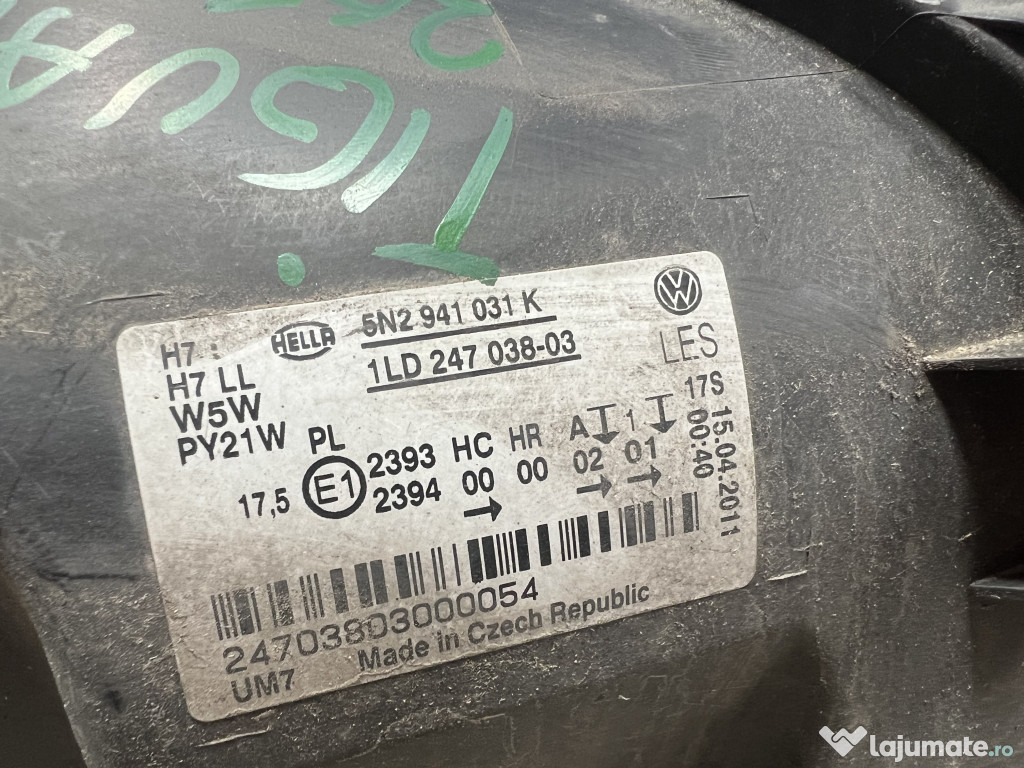 TIGUA
H7 :
H7 LL
W5W
PY21W
HELLA
5N2 941 031 K
1LD 247 038-03
LES
17S 15.04.2011
00:40
PL
HC HR A 1
17,5 E1 2393 00 00 02 01
2394
24703803000054
Made in Czech Republic
UM7
lajumate.ro